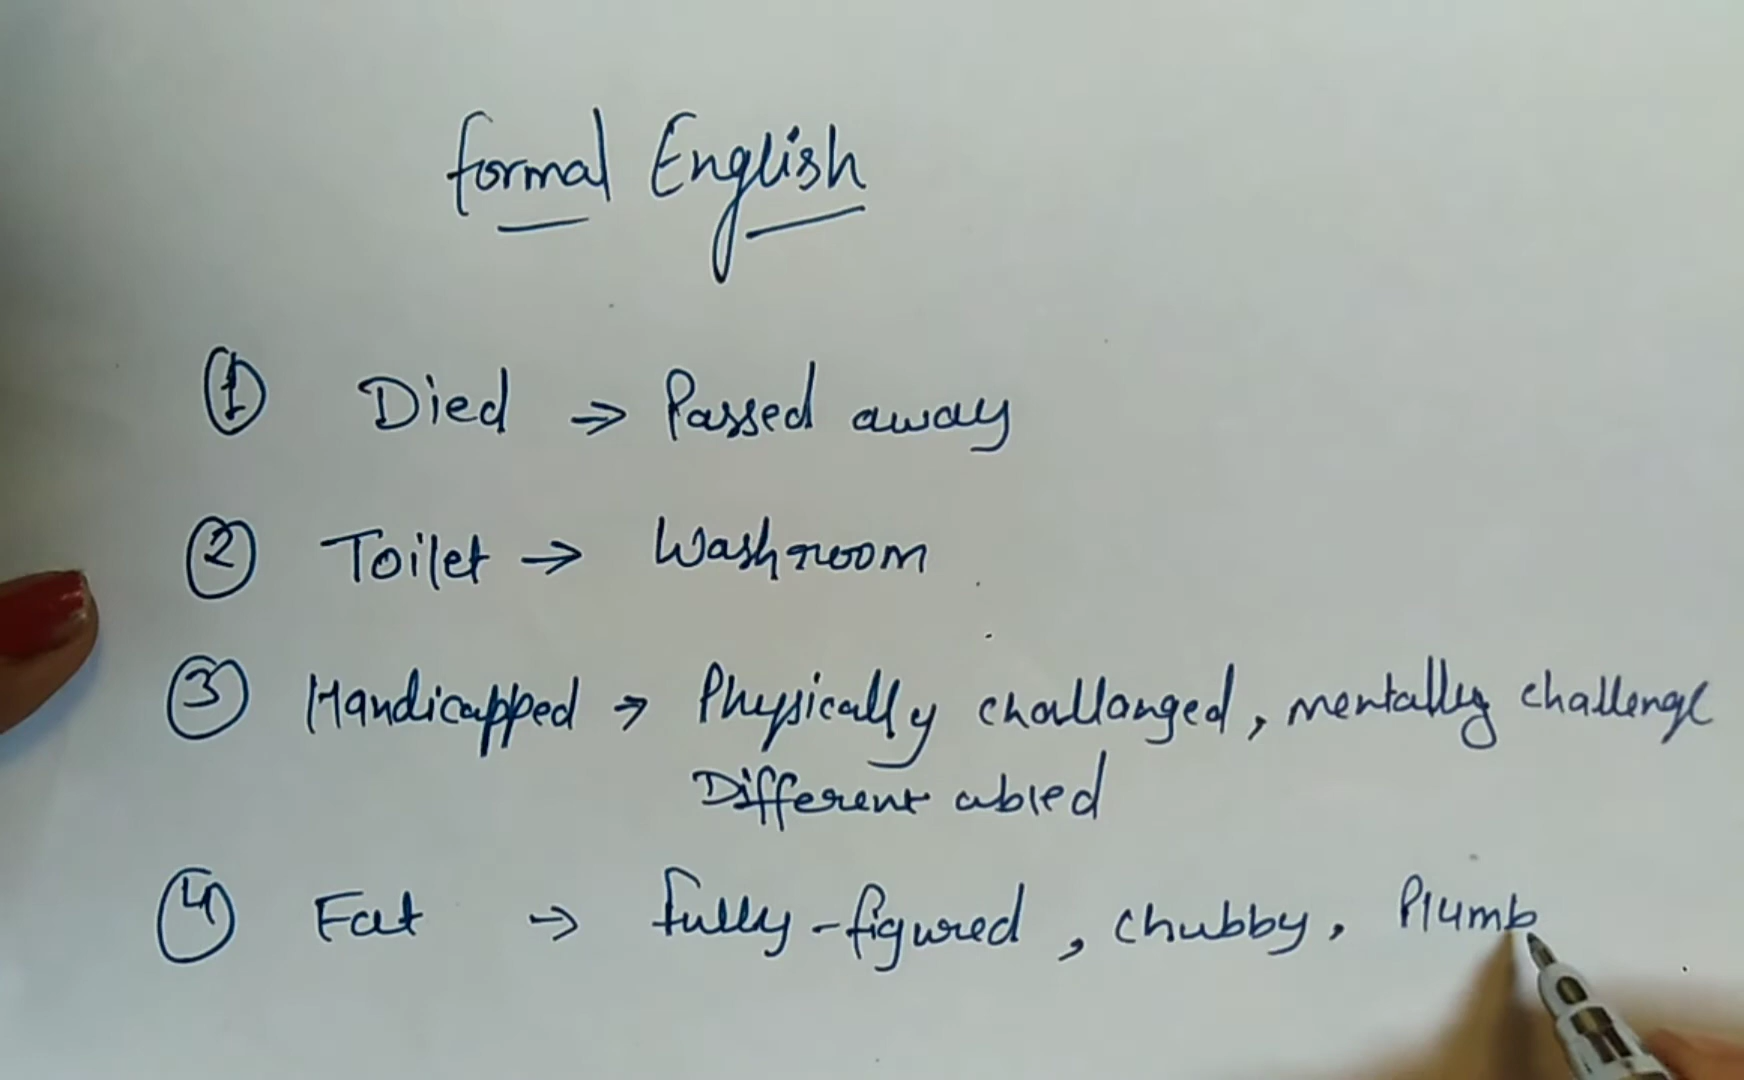 formal English
① Died → Passed away
② Toilet → Washroom
③ Handicapped → Physically challanged, mentally challenge
Different abled
④ Fat → fully-figured, chubby, Plumb